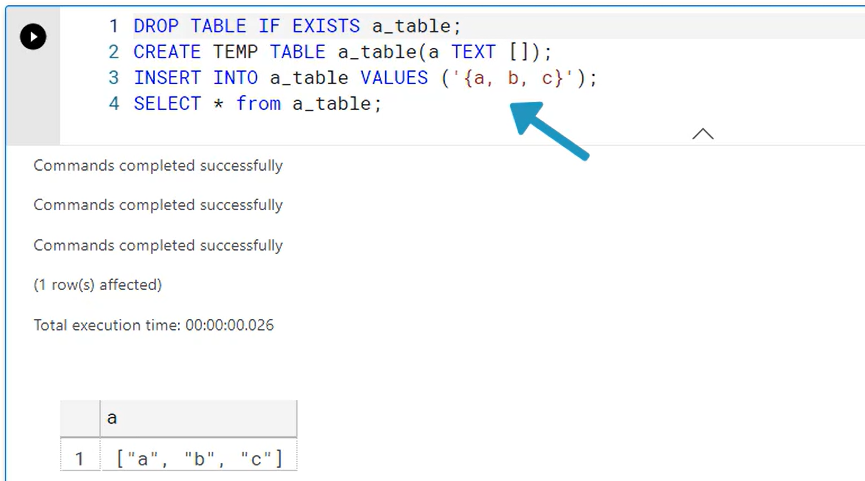 1 DROP TABLE IF EXISTS a_table;
2 CREATE TEMP TABLE a_table(a TEXT []);
3 INSERT INTO a_table VALUES ('{a, b, c}');
4 SELECT * from a_table;
Commands completed successfully
Commands completed successfully
Commands completed successfully
(1 row(s) affected)
Total execution time: 00:00:00.026
a
1 ["a", "b", "c"]